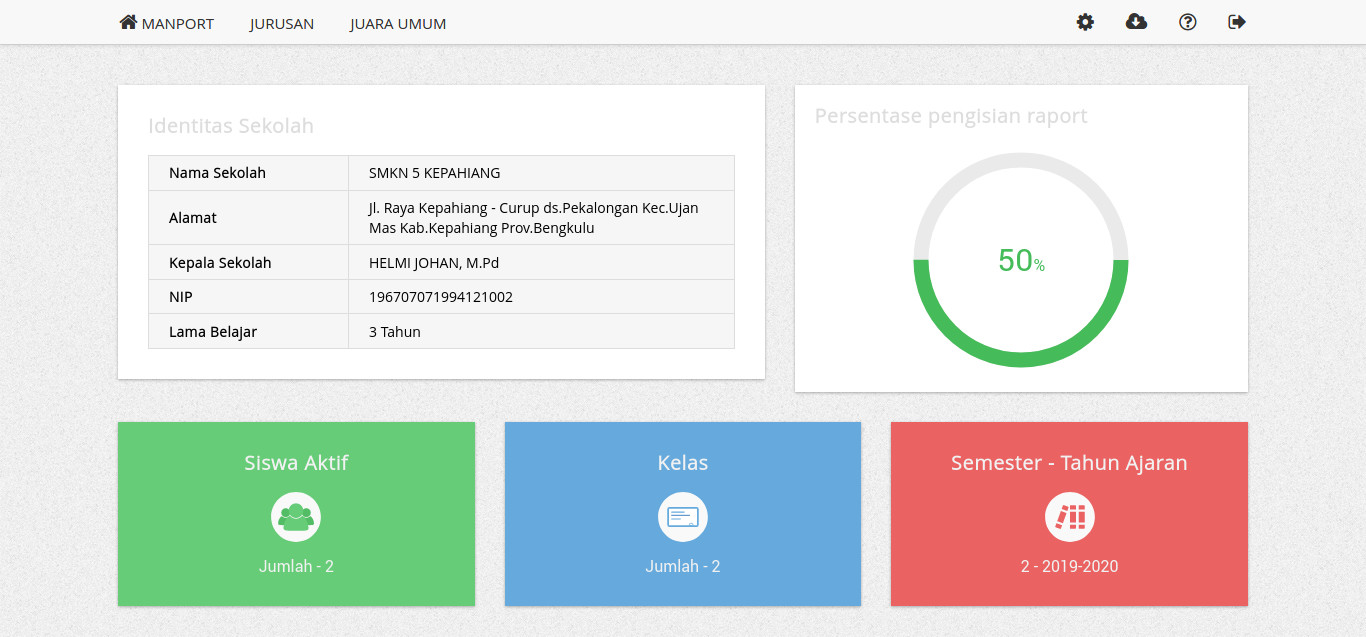 MANPORT JURUSAN JUARA UMUM
Identitas Sekolah
Nama Sekolah SMKN 5 KEPAHIANG
Alamat Jl. Raya Kepahiang - Curup ds.Pekalongan Kec.Ujan
Mas Kab.Kepahiang Prov.Bengkulu
Kepala Sekolah HELMI JOHAN, M.Pd
NIP 196707071994121002
Lama Belajar 3 Tahun
Persentase pengisian raport
50%
Siswa Aktif
Jumlah - 2
Kelas
Jumlah - 2
Semester - Tahun Ajaran
2 - 2019-2020